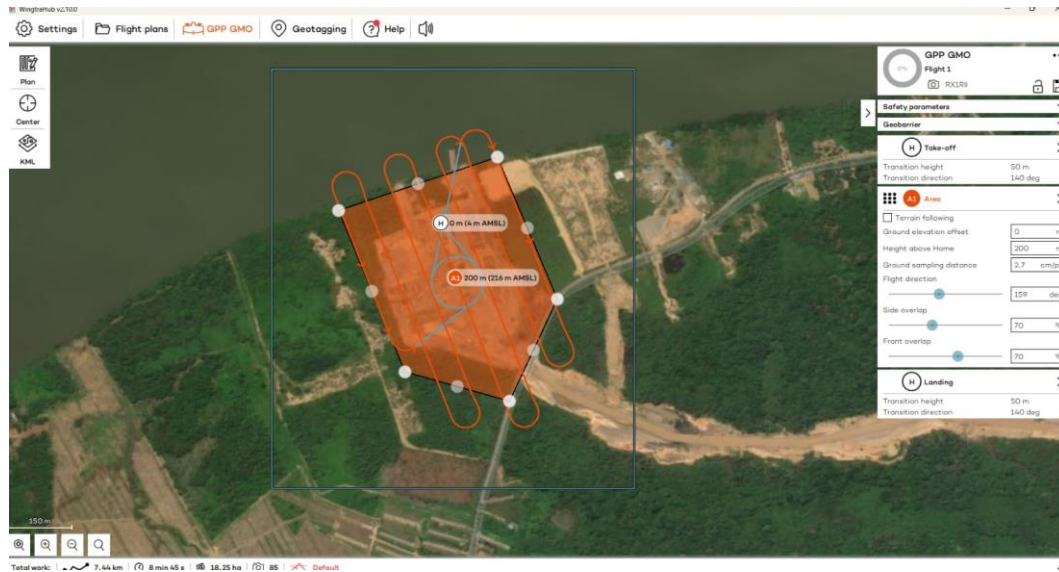 WingtraHub v2.10.0
Settings Flight plans GPP GMO Geotagging Help
Plan
Center
KML
GPP GMO
Flight 1
0%
RX1RII
Safety parameters
Geobarrier
H Take-off
Transition height 50 m
Transition direction 140 deg
A1 Area
Terrain following
Ground elevation offset 0
Height above Home 200
Ground sampling distance 2.7 cm/p
Flight direction
159 de
Side overlap
70 %
Front overlap
70 %
H Landing
Transition height 50 m
Transition direction 140 deg
H 0 m (4 m AMSL)
A1 200 m (216 m AMSL)
150 m
Total work: 7.44 km 8 min 45 s 18.25 ha 85 Default